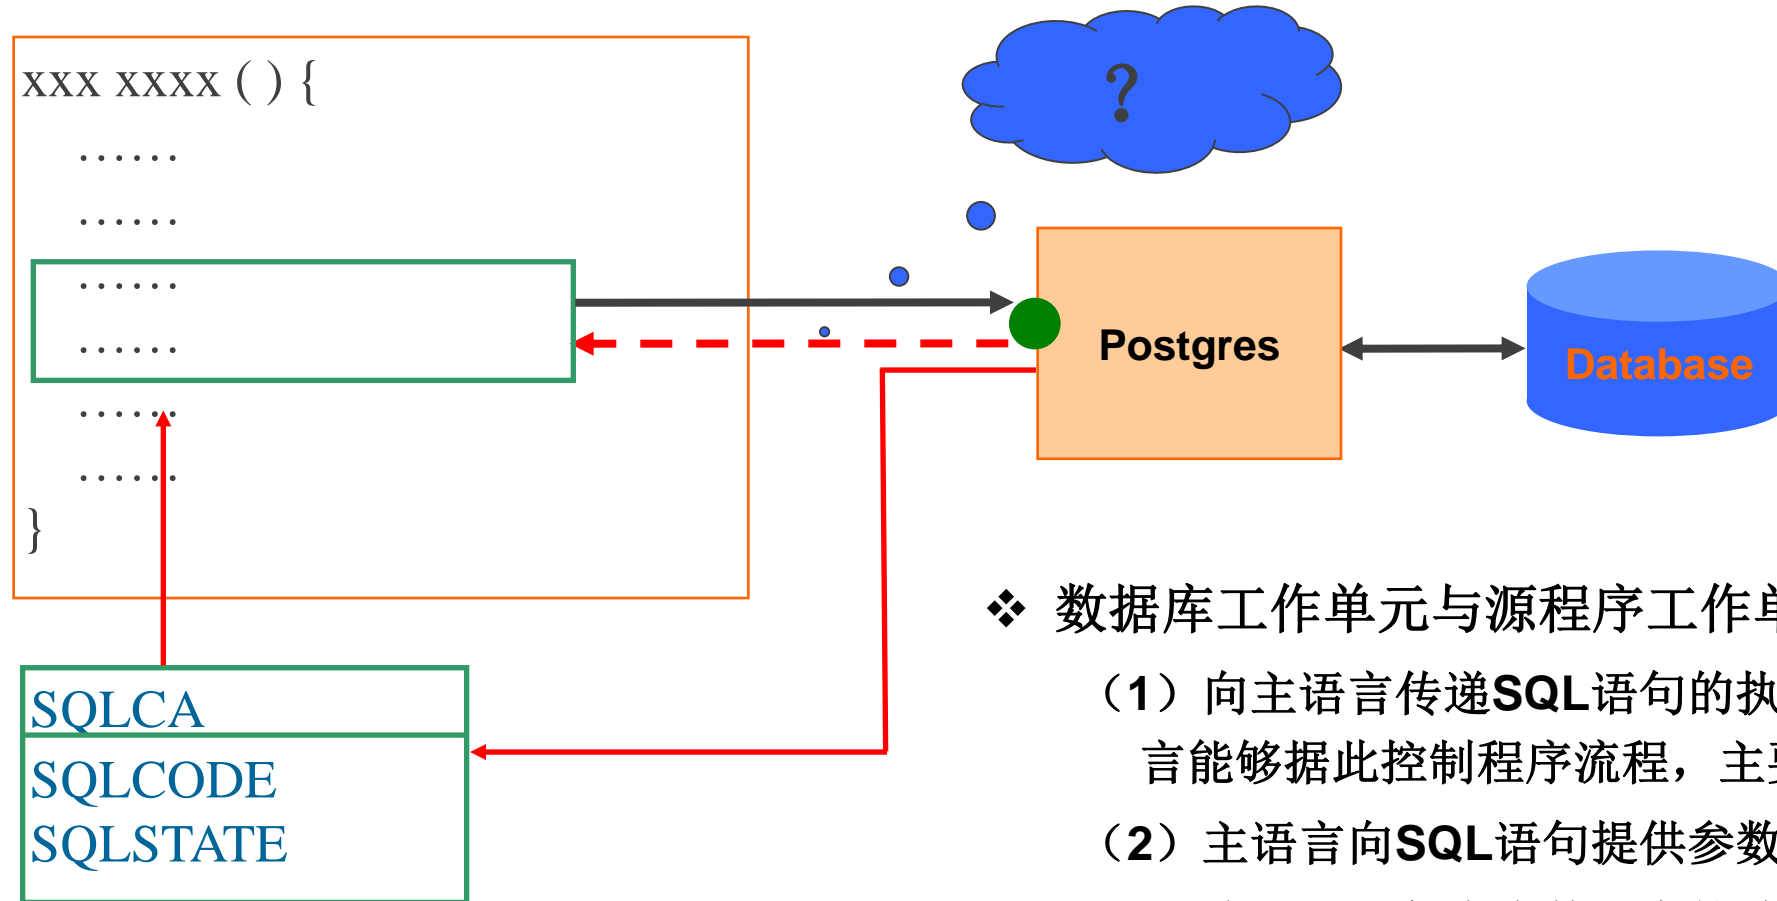 xxx xxxx ( ) {
......
......
......
......
......
......
}
?
Postgres
Database
SQLCA
SQLCODE
SQLSTATE
❖ 数据库工作单元与源程序工作
（1）向主语言传递SQL语句的执
言能够据此控制程序流程，主
（2）主语言向SQL语句提供参数